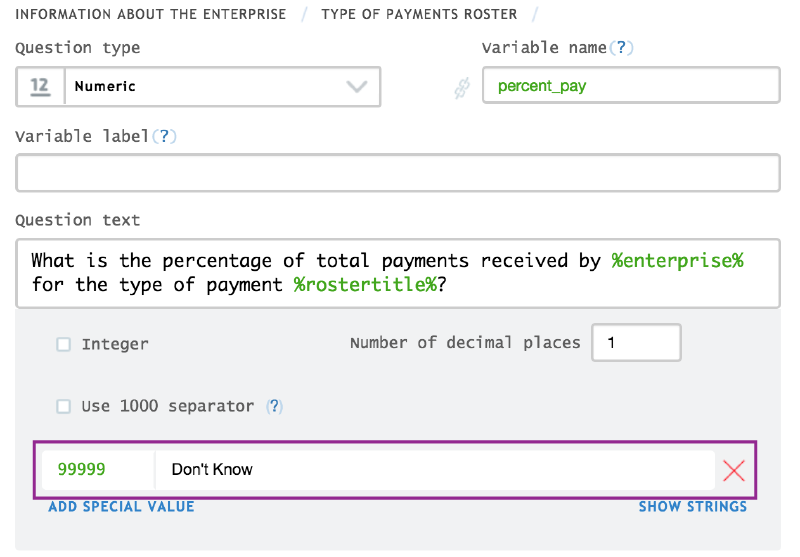 INFORMATION ABOUT THE ENTERPRISE / TYPE OF PAYMENTS ROSTER /
Question type
Variable name(?)
12 Numeric
percent_pay
Variable label(?)
Question text
What is the percentage of total payments received by %enterprise%
for the type of payment %rostertitle%?
Integer
Number of decimal places 1
Use 1000 separator (?)
99999 Don't Know
ADD SPECIAL VALUE
SHOW STRINGS